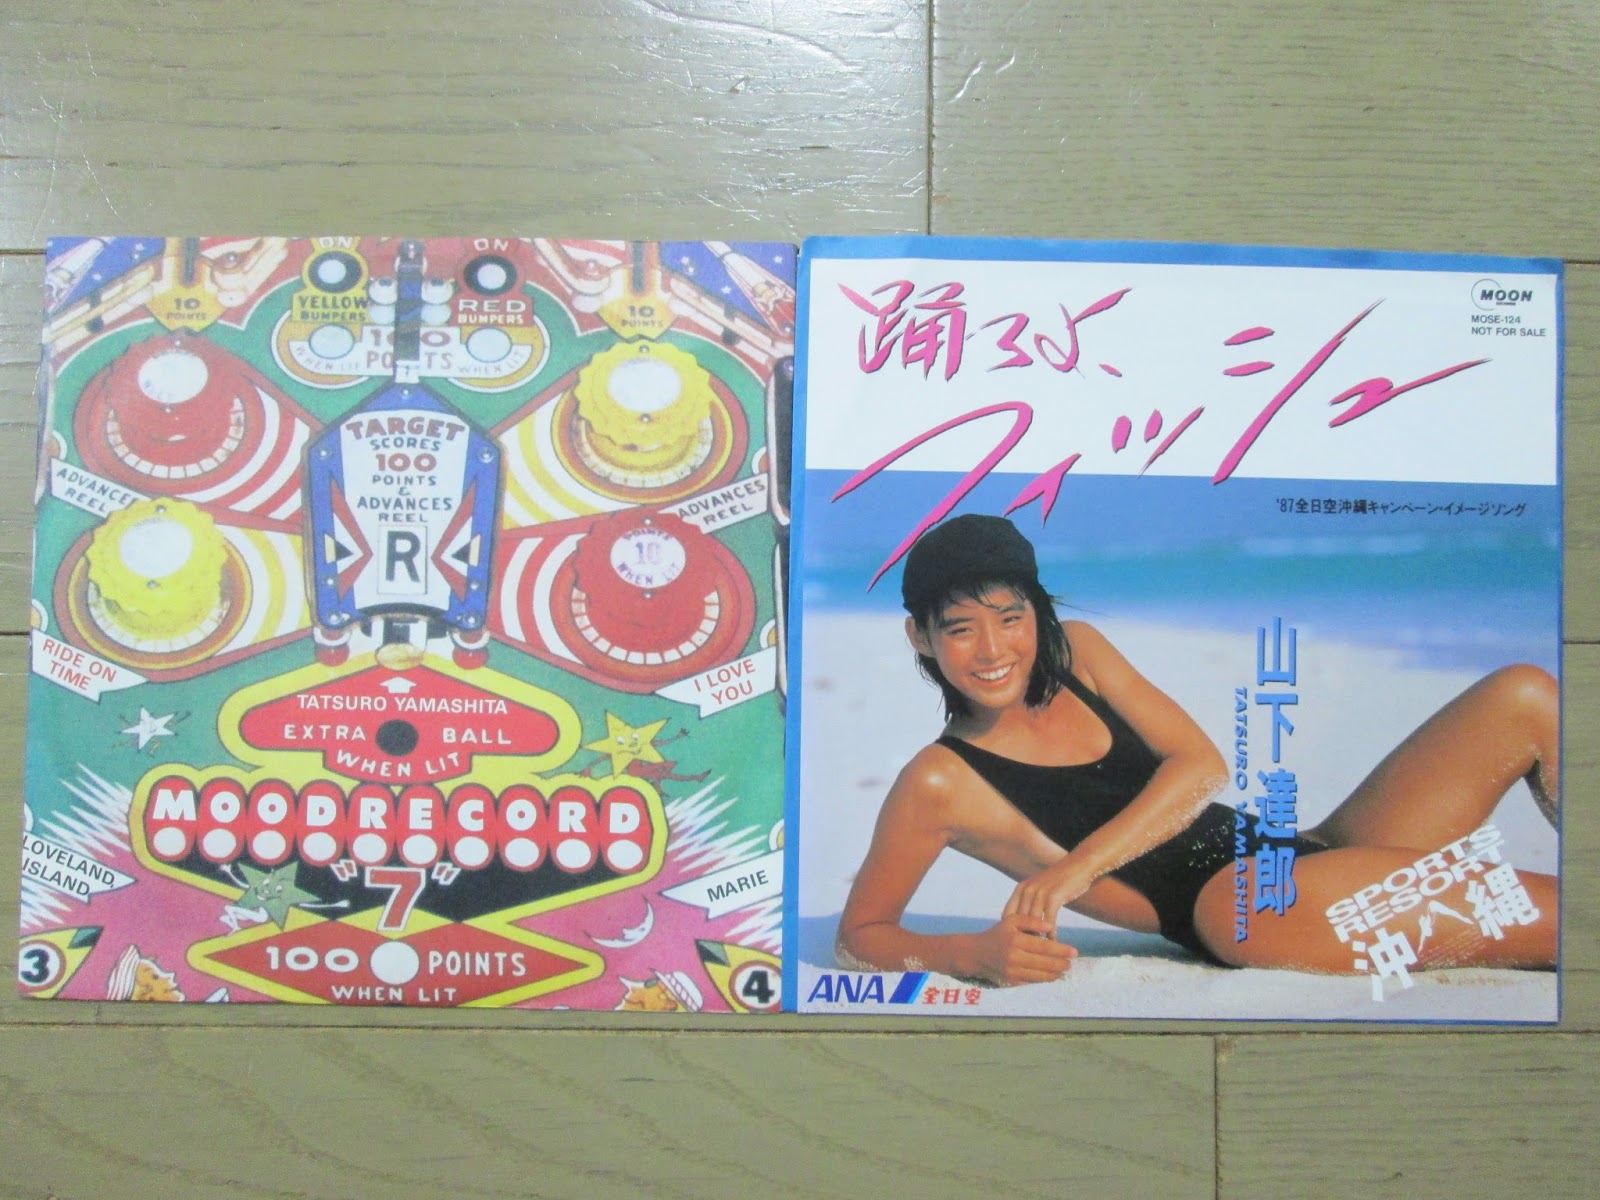 ON
YELLOW
BUMPERS
ON
RED
BUMPERS
10
POINTS
10
POINTS
100
POINTS
WHEN LIT
WHEN LIT
TARGET
SCORES
100
POINTS
&
ADVANCES
REEL
R
ADVANCES
REEL
ADVANCES
REEL
POINTS
10
WHEN LIT
RIDE ON
TIME
I LOVE
YOU
TATSURO YAMASHITA
EXTRA BALL
WHEN LIT
MOODRECORD
"7"
LOVELAND,
ISLAND
MARIE
3
4
100 POINTS
WHEN LIT
MOON
MOSE-124
NOT FOR SALE
踊ろよ、
フィッシュ
'87全日空沖縄キャンペーン・イメージソング
山下達郎
TATSURO YAMASHITA
SPORTS
RESORT
沖縄
ANA 全日空